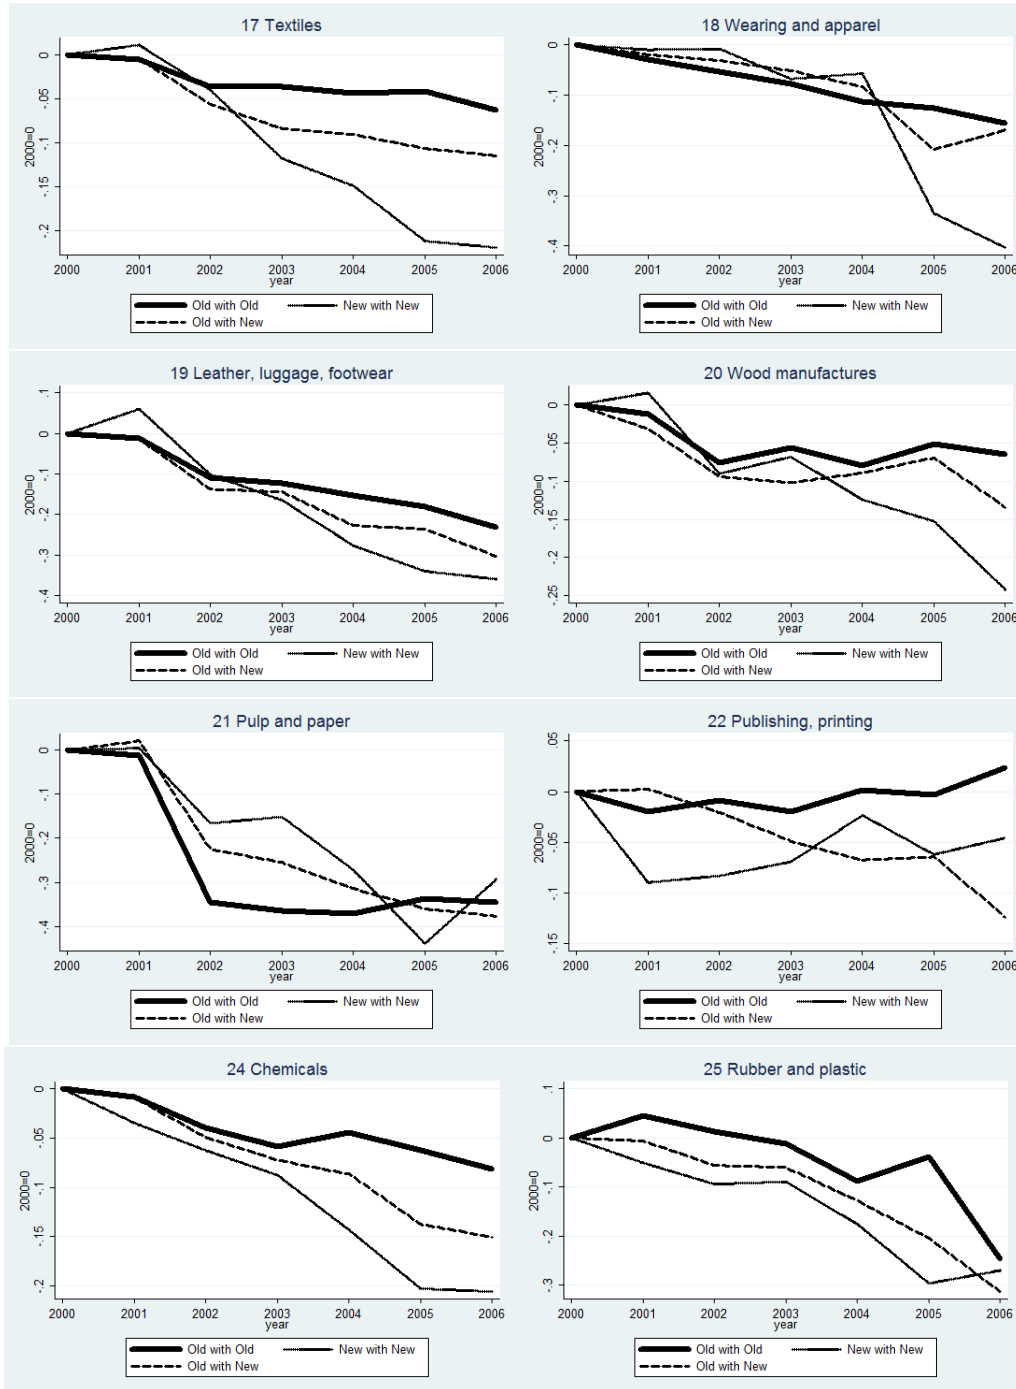 17 Textiles
0
-.05
-.1
-.15
-.2
2000=0
2000 2001 2002 2003 2004 2005 2006
year
Old with Old New with New
Old with New
18 Wearing and apparel
0
-.1
-.2
-.3
-.4
2000=0
2000 2001 2002 2003 2004 2005 2006
year
Old with Old New with New
Old with New
19 Leather, luggage, footwear
.1
0
-.1
-.2
-.3
-.4
2000=0
2000 2001 2002 2003 2004 2005 2006
year
Old with Old New with New
Old with New
20 Wood manufactures
0
-.05
-.1
-.15
-.2
-.25
2000=0
2000 2001 2002 2003 2004 2005 2006
year
Old with Old New with New
Old with New
21 Pulp and paper
0
-.1
-.2
-.3
-.4
2000=0
2000 2001 2002 2003 2004 2005 2006
year
Old with Old New with New
Old with New
22 Publishing, printing
.05
0
-.05
-.1
-.15
2000=0
2000 2001 2002 2003 2004 2005 2006
year
Old with Old New with New
Old with New
24 Chemicals
0
-.05
-.1
-.15
-.2
2000=0
2000 2001 2002 2003 2004 2005 2006
year
Old with Old New with New
Old with New
25 Rubber and plastic
.1
0
-.1
-.2
-.3
2000=0
2000 2001 2002 2003 2004 2005 2006
year
Old with Old New with New
Old with New